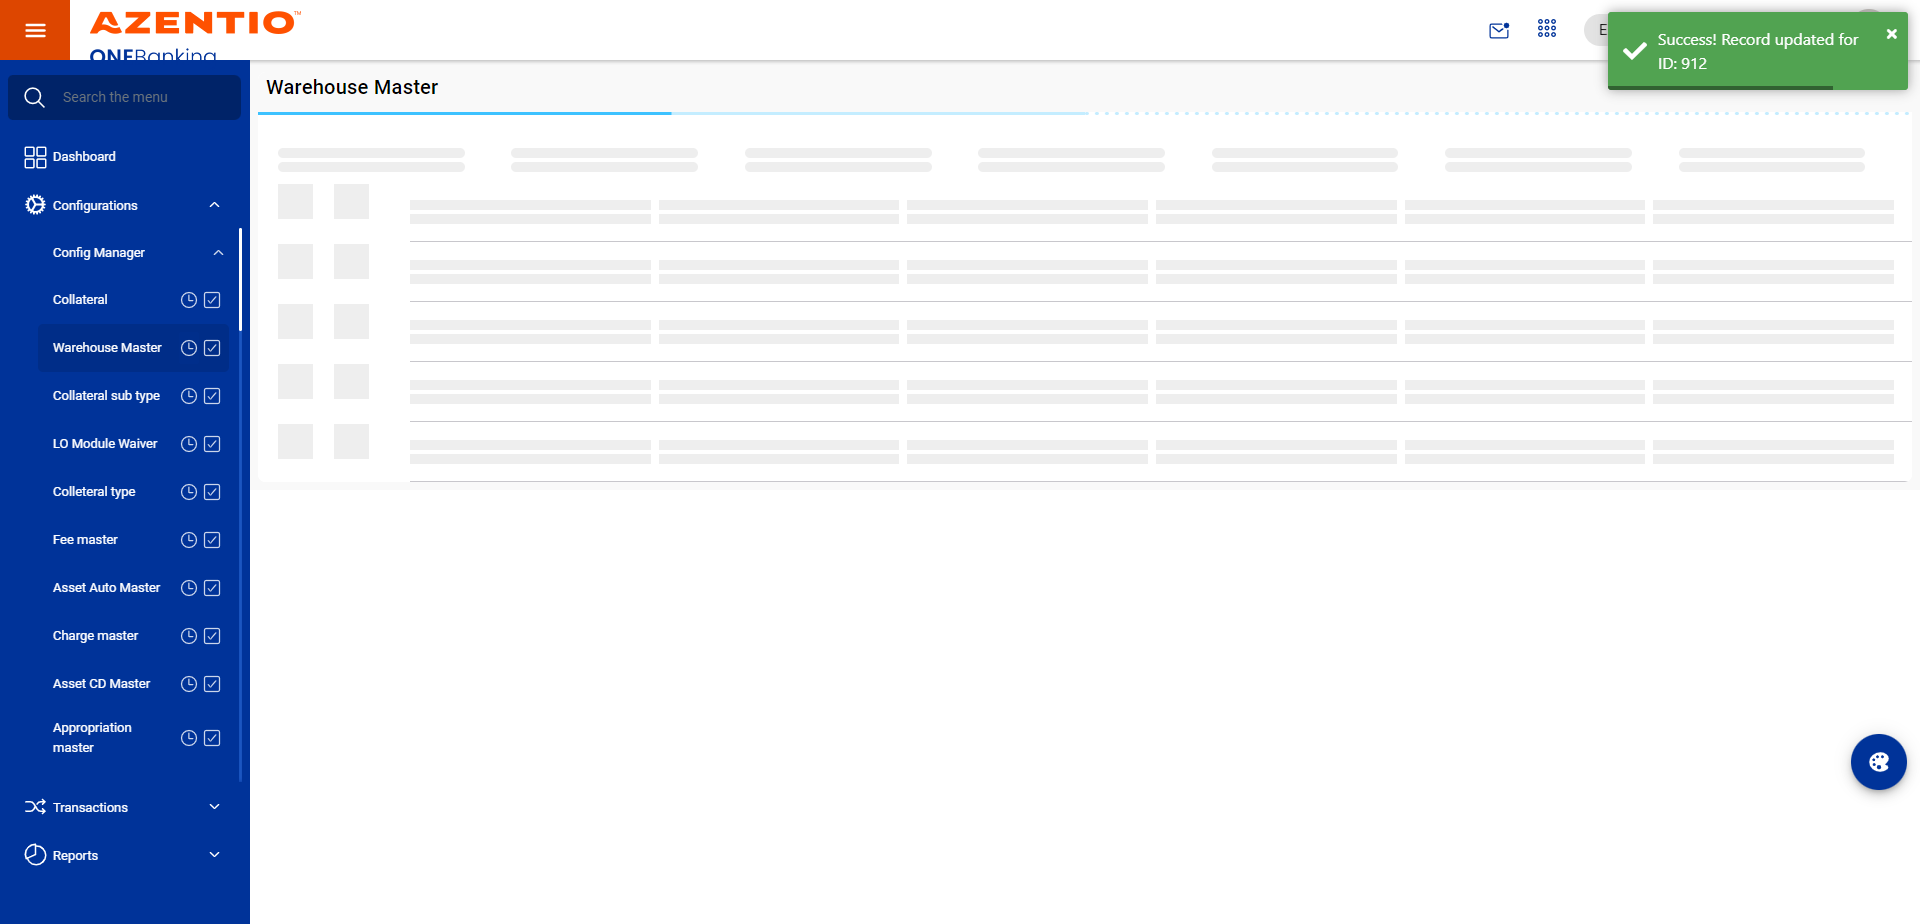 AZENTIO™
ONEBanking
E
Success! Record updated for
ID: 912
Search the menu
Dashboard
Configurations
Config Manager
Collateral
Warehouse Master
Collateral sub type
LO Module Waiver
Colleteral type
Fee master
Asset Auto Master
Charge master
Asset CD Master
Appropriation
master
Transactions
Reports
Warehouse Master